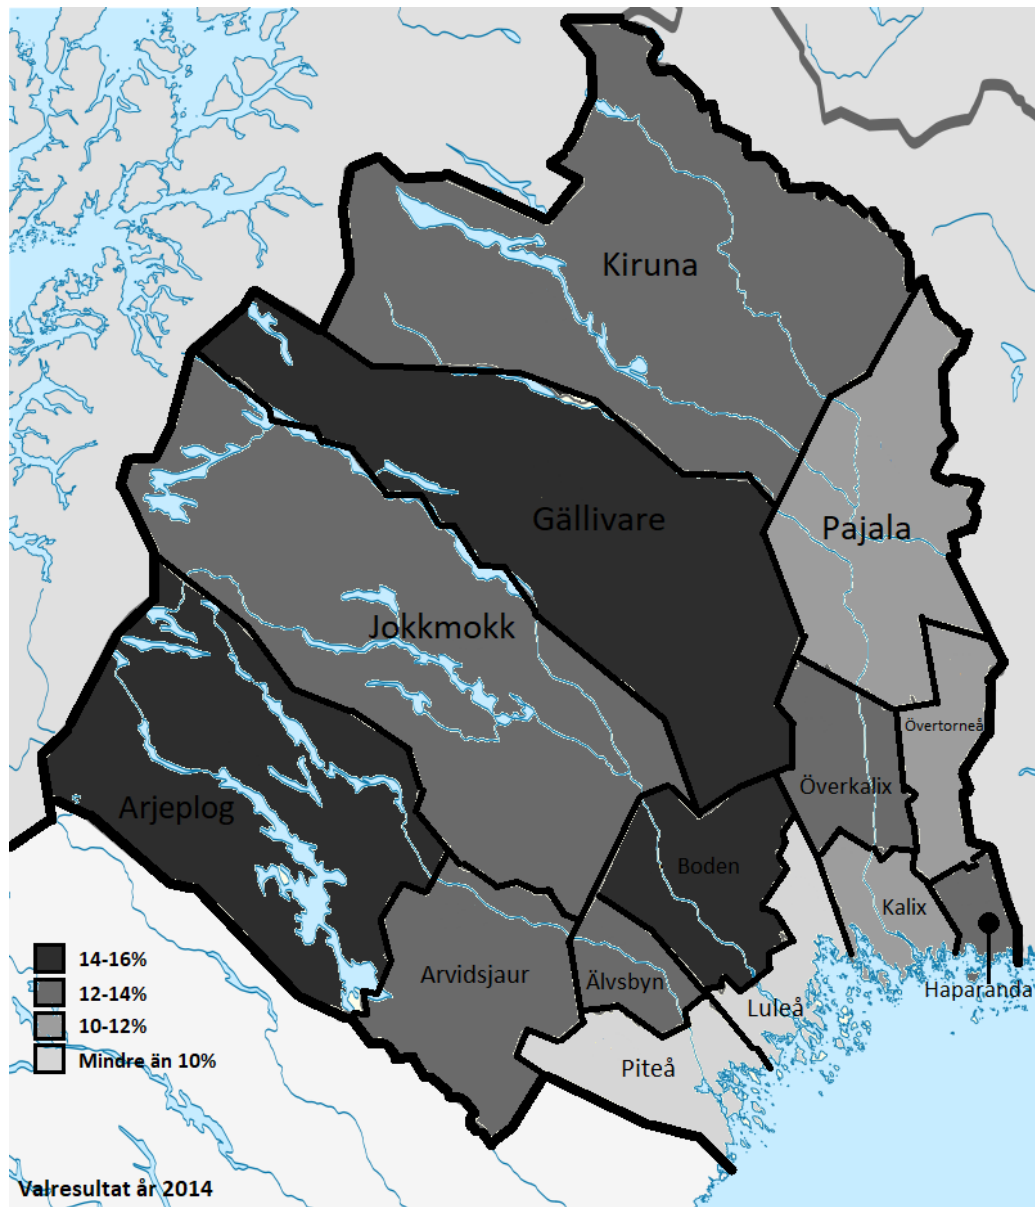 Kiruna
Gällivare
Pajala
Jokkmokk
Övertorneå
Överkalix
Arjeplog
Boden
Kalix
Arvidsjaur
Älvsbyn
Haparanda
Luleå
Piteå
14-16%
12-14%
10-12%
Mindre än 10%
Valresultat år 2014